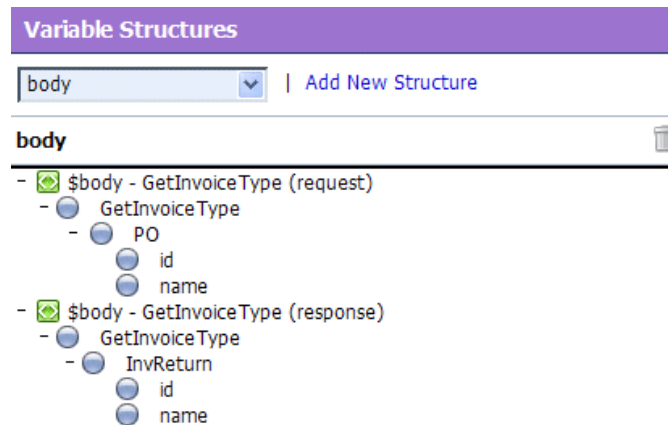 Variable Structures
body | Add New Structure
body
- $body - GetInvoiceType (request)
- GetInvoiceType
- PO
id
name
- $body - GetInvoiceType (response)
- GetInvoiceType
- InvReturn
id
name